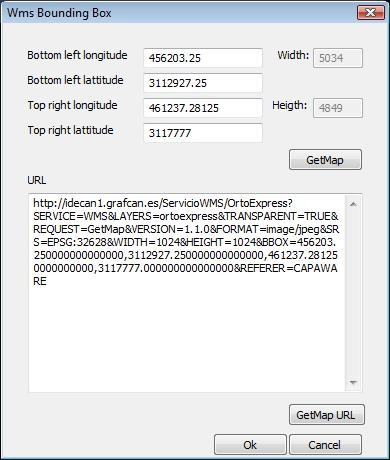 Wms Bounding Box
Bottom left longitude 456203.25 Width: 5034
Bottom left lattitude 3112927.25
Top right longitude 461237.28125 Heigth: 4849
Top right lattitude 3117777
GetMap
URL
http://idecan1.grafcan.es/ServicioWMS/OrtoExpress?
SERVICE=WMS&LAYERS=ortoexpress&TRANSPARENT=TRUE&
REQUEST=GetMap&VERSION=1.1.0&FORMAT=image/jpeg&SR
S=EPSG:32628&WIDTH=1024&HEIGHT=1024&BBOX=456203.
250000000000000,3112927.250000000000000,461237.28125
0000000000,3117777.000000000000000&REFERER=CAPAWA
RE
GetMap URL
Ok Cancel